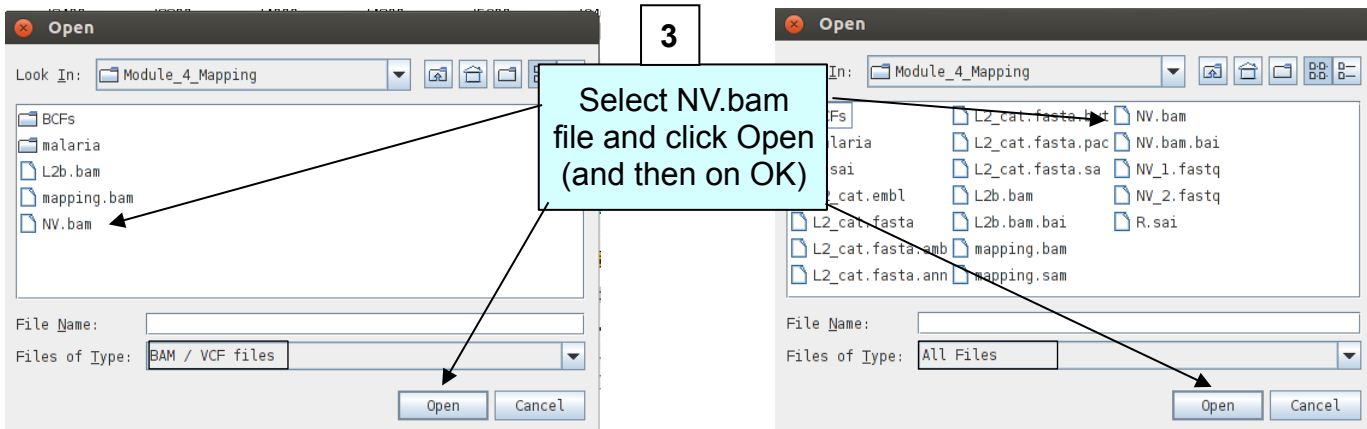 Open
Look In: Module_4_Mapping
BCFs
malaria
L2b.bam
mapping.bam
NV.bam
File Name:
Files of Type: BAM / VCF files
Open Cancel
3
Select NV.bam
file and click Open
(and then on OK)
Open
In: Module_4_Mapping
L2_cat.fasta
L2_cat.fasta.amb
L2_cat.fasta.ann
L2_cat.fasta.pac
L2_cat.fasta.sa
L2b.bam
L2b.bam.bai
mapping.bam
mapping.sam
NV.bam
NV.bam.bai
NV_1.fastq
NV_2.fastq
R.sai
File Name:
Files of Type: All Files
Open Cancel